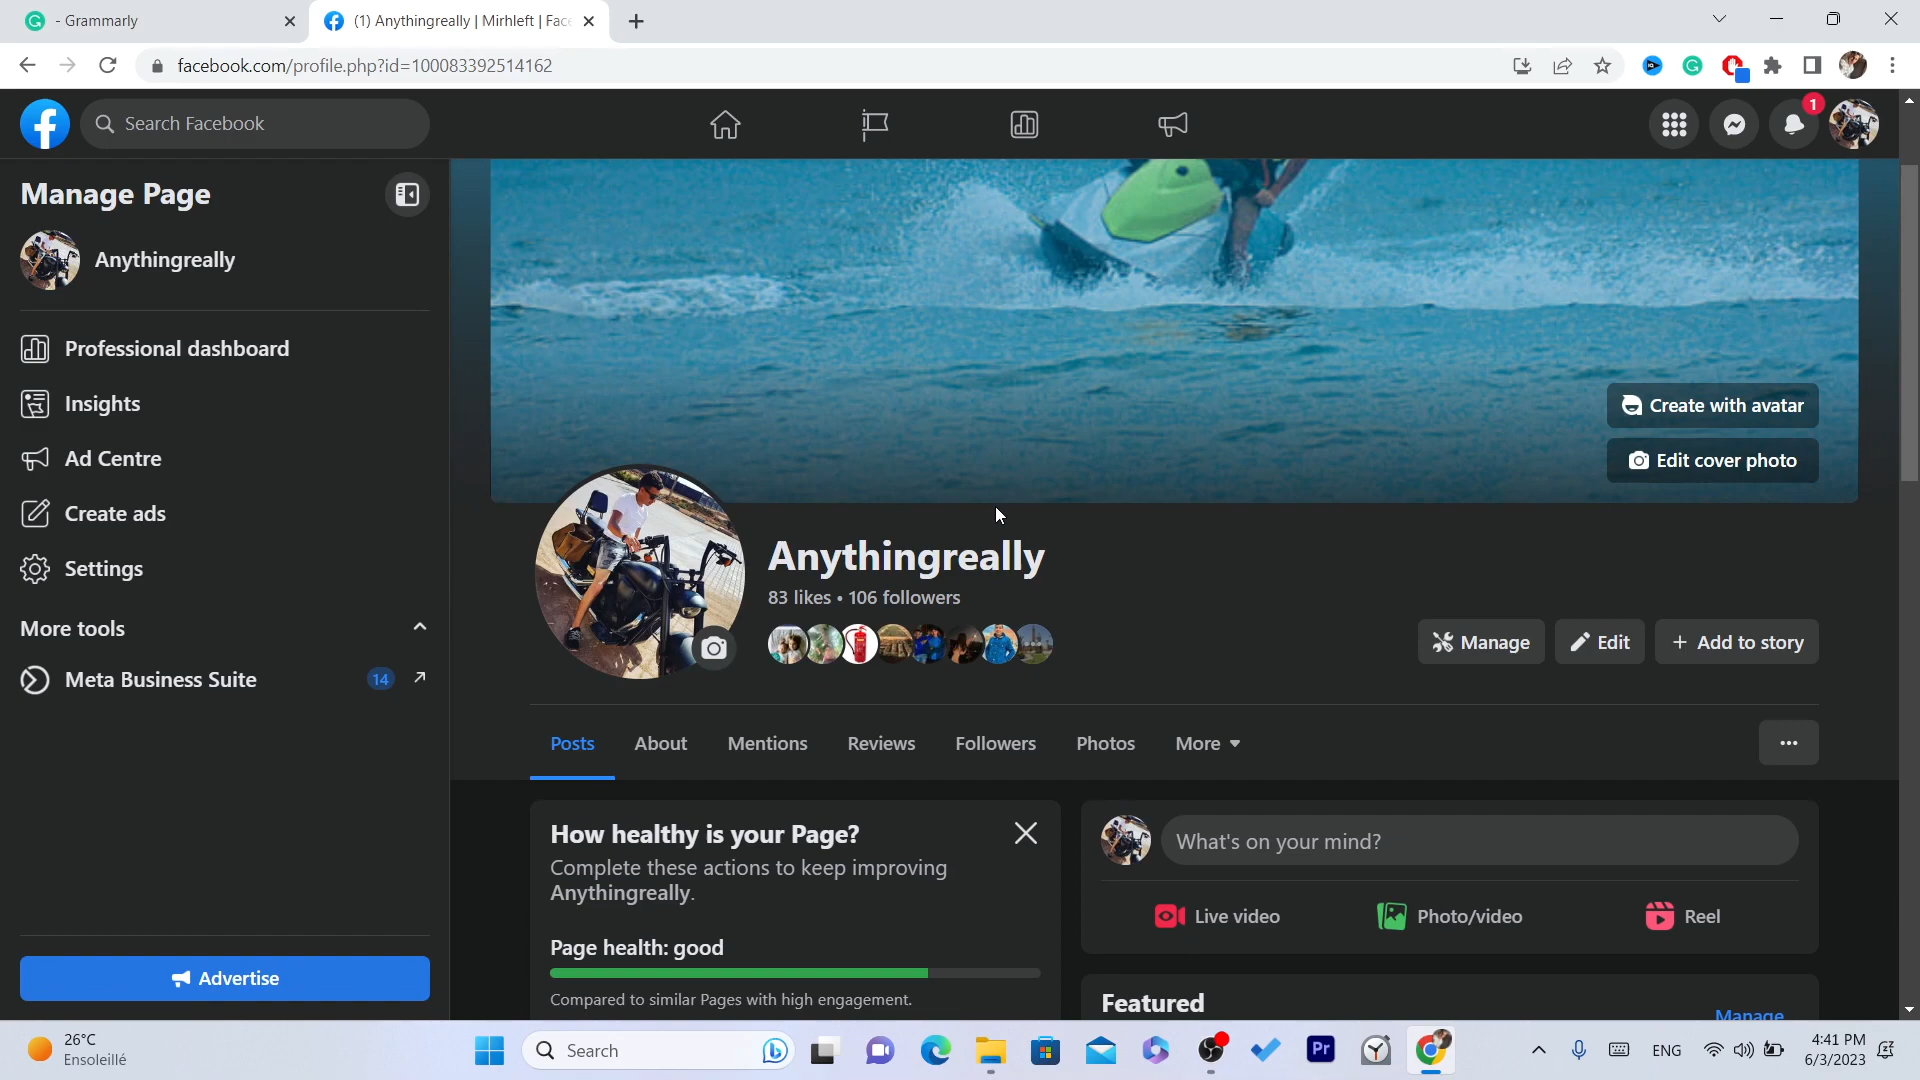 - Grammarly
(1) Anythingreally | Mirhleft | Fac
facebook.com/profile.php?id=100083392514162
Search Facebook
1
Manage Page
Anythingreally
Professional dashboard
Insights
Ad Centre
Create ads
Settings
More tools
Meta Business Suite 14
Advertise
Create with avatar
Edit cover photo
Anythingreally
83 likes • 106 followers
Manage
Edit
+ Add to story
Posts About Mentions Reviews Followers Photos More
How healthy is your Page?
Complete these actions to keep improving
Anythingreally.
Page health: good
Compared to similar Pages with high engagement.
What's on your mind?
Live video
Photo/video
Reel
Featured
Manage
26°C
Ensoleillé
Search
Pr
ENG
4:41 PM
6/3/2023